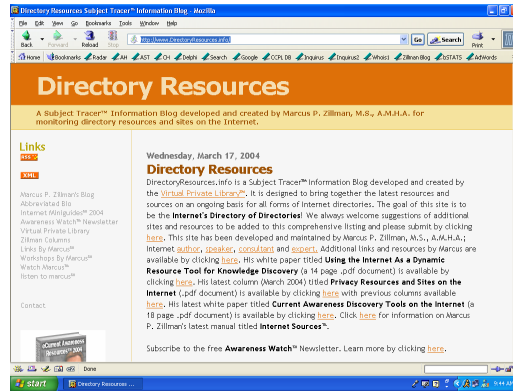 Directory Resources Subject Tracer™ Information Blog - Mozilla
File Edit View Go Bookmarks Tools Window Help
Back Forward Reload Stop http://www.DirectoryResources.info/ Go Search Print
Home Bookmarks Radar AH AST CH Delphi Search Google CCPL DB Inquirus Inquirus2 Whois1 Zillman Blog bSTATS AdWords
Directory Resources
A Subject Tracer™ Information Blog developed and created by Marcus P. Zillman, M.S., A.M.H.A. for
monitoring directory resources and sites on the Internet.
Links
RSS
XML
Marcus P. Zillman's Blog
Abbreviated Bio
Internet Miniguides™ 2004
Awareness Watch™ Newsletter
Virtual Private Library
Zillman Columns
Links By Marcus™
Workshops By Marcus™
Watch Marcus™
listen to marcus™
Contact
eCurrent Awareness
Wednesday, March 17, 2004
Directory Resources
DirectoryResources.info is a Subject Tracer™ Information Blog developed and created by
the Virtual Private Library™. It is designed to bring together the latest resources and
sources on an ongoing basis for all forms of Internet directories. The goal of this site is to
be the Internet's Directory of Directories! We always welcome suggestions of additional
sites and resources to be added to this comprehensive listing and please submit by clicking
here. This site has been developed and maintained by Marcus P. Zillman, M.S., A.M.H.A.;
Internet author, speaker, consultant and expert. Additional links and resources by Marcus are
available by clicking here. His white paper titled Using the Internet As a Dynamic
Resource Tool for Knowledge Discovery (a 14 page .pdf document) is available by
clicking here. His latest column (March 2004) titled Privacy Resources and Sites on the
Internet (.pdf document) is available by clicking here with previous columns available
here. His latest white paper titled Current Awareness Discovery Tools on the Internet (a
18 page .pdf document) is available by clicking here. Click here for information on Marcus
P. Zillman's latest manual titled Internet Sources™.
Subscribe to the free Awareness Watch™ Newsletter. Learn more by clicking here.
Done
start Directory Resources ... 9:44 AM